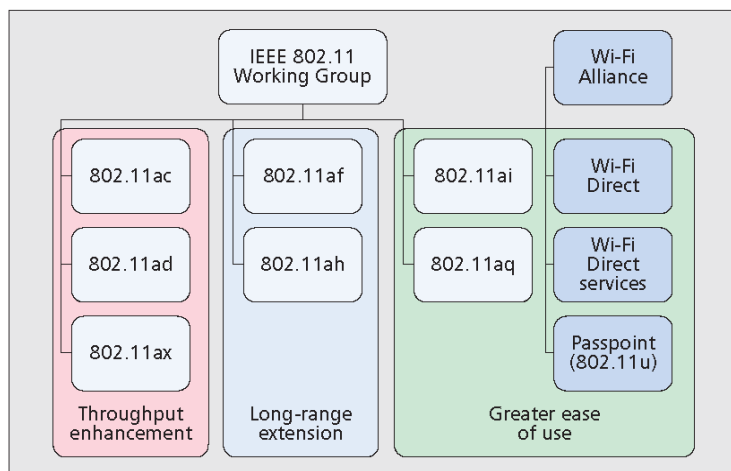 IEEE 802.11
Working Group
Wi-Fi
Alliance
802.11ac
802.11ad
802.11ax
Throughput
enhancement
802.11af
802.11ah
Long-range
extension
802.11ai
802.11aq
Wi-Fi
Direct
Wi-Fi
Direct
services
Passpoint
(802.11u)
Greater ease
of use